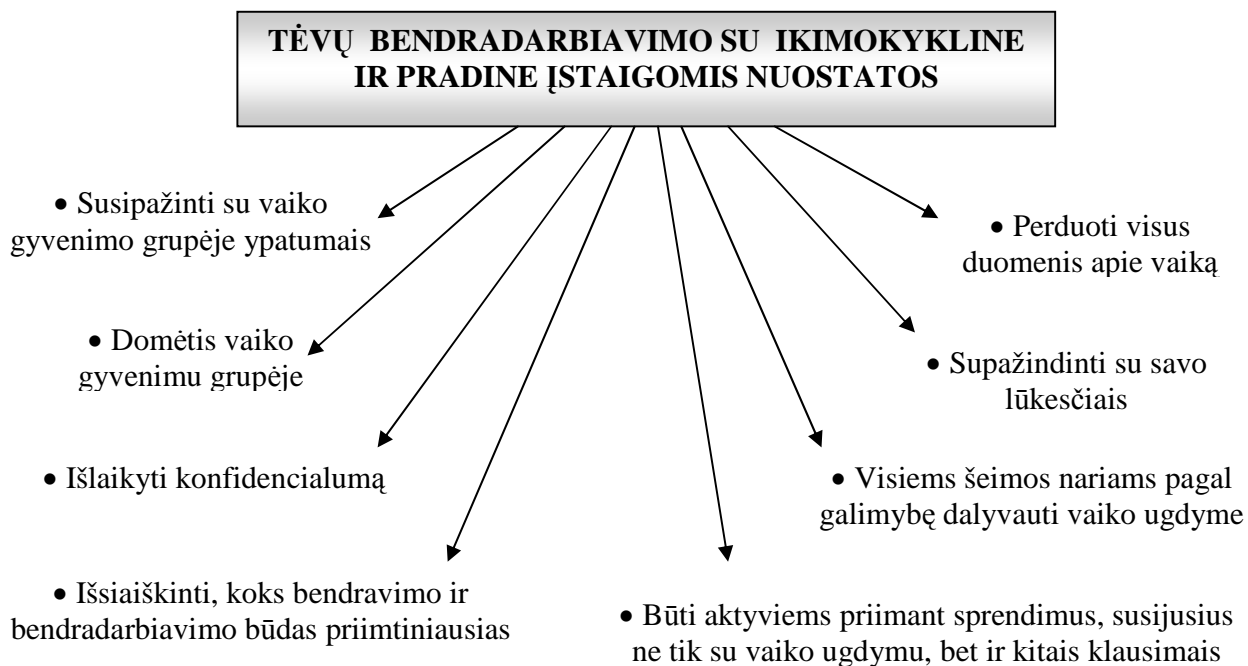 TĖVŲ BENDRADARBIAVIMO SU IKIMOKYKLINE
IR PRADINE ĮSTAIGOMIS NUOSTATOS
• Susipažinti su vaiko
gyvenimo grupėje ypatumais
• Domėtis vaiko
gyvenimu grupėje
• Išlaikyti konfidencialumą
• Išsiaiškinti, koks bendravimo ir
bendradarbiavimo būdas priimtiniausias
• Būti aktyviems priimant sprendimus, susijusius
ne tik su vaiko ugdymu, bet ir kitais klausimais
• Visiems šeimos nariams pagal
galimybę dalyvauti vaiko ugdyme
• Supažindinti su savo
lūkesčiais
• Perduoti visus
duomenis apie vaiką